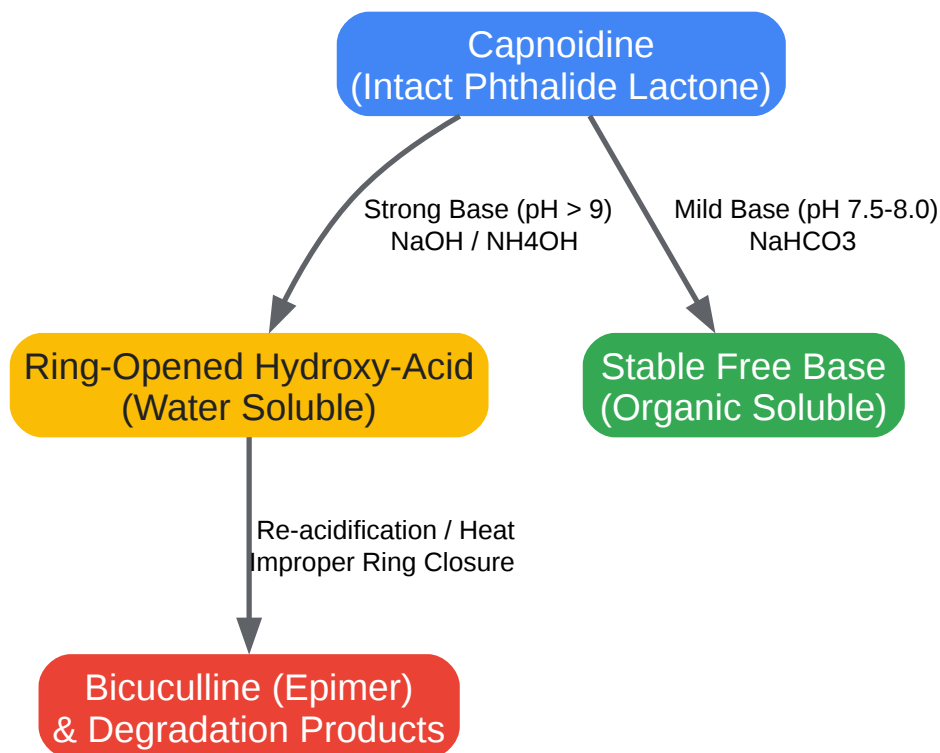 Capnoidine
(Intact Phthalide Lactone)
Strong Base (pH > 9)
NaOH / NH4OH
Mild Base (pH 7.5-8.0)
NaHCO3
Ring-Opened Hydroxy-Acid
(Water Soluble)
Stable Free Base
(Organic Soluble)
Re-acidification / Heat
Improper Ring Closure
Bicuculline (Epimer)
& Degradation Products